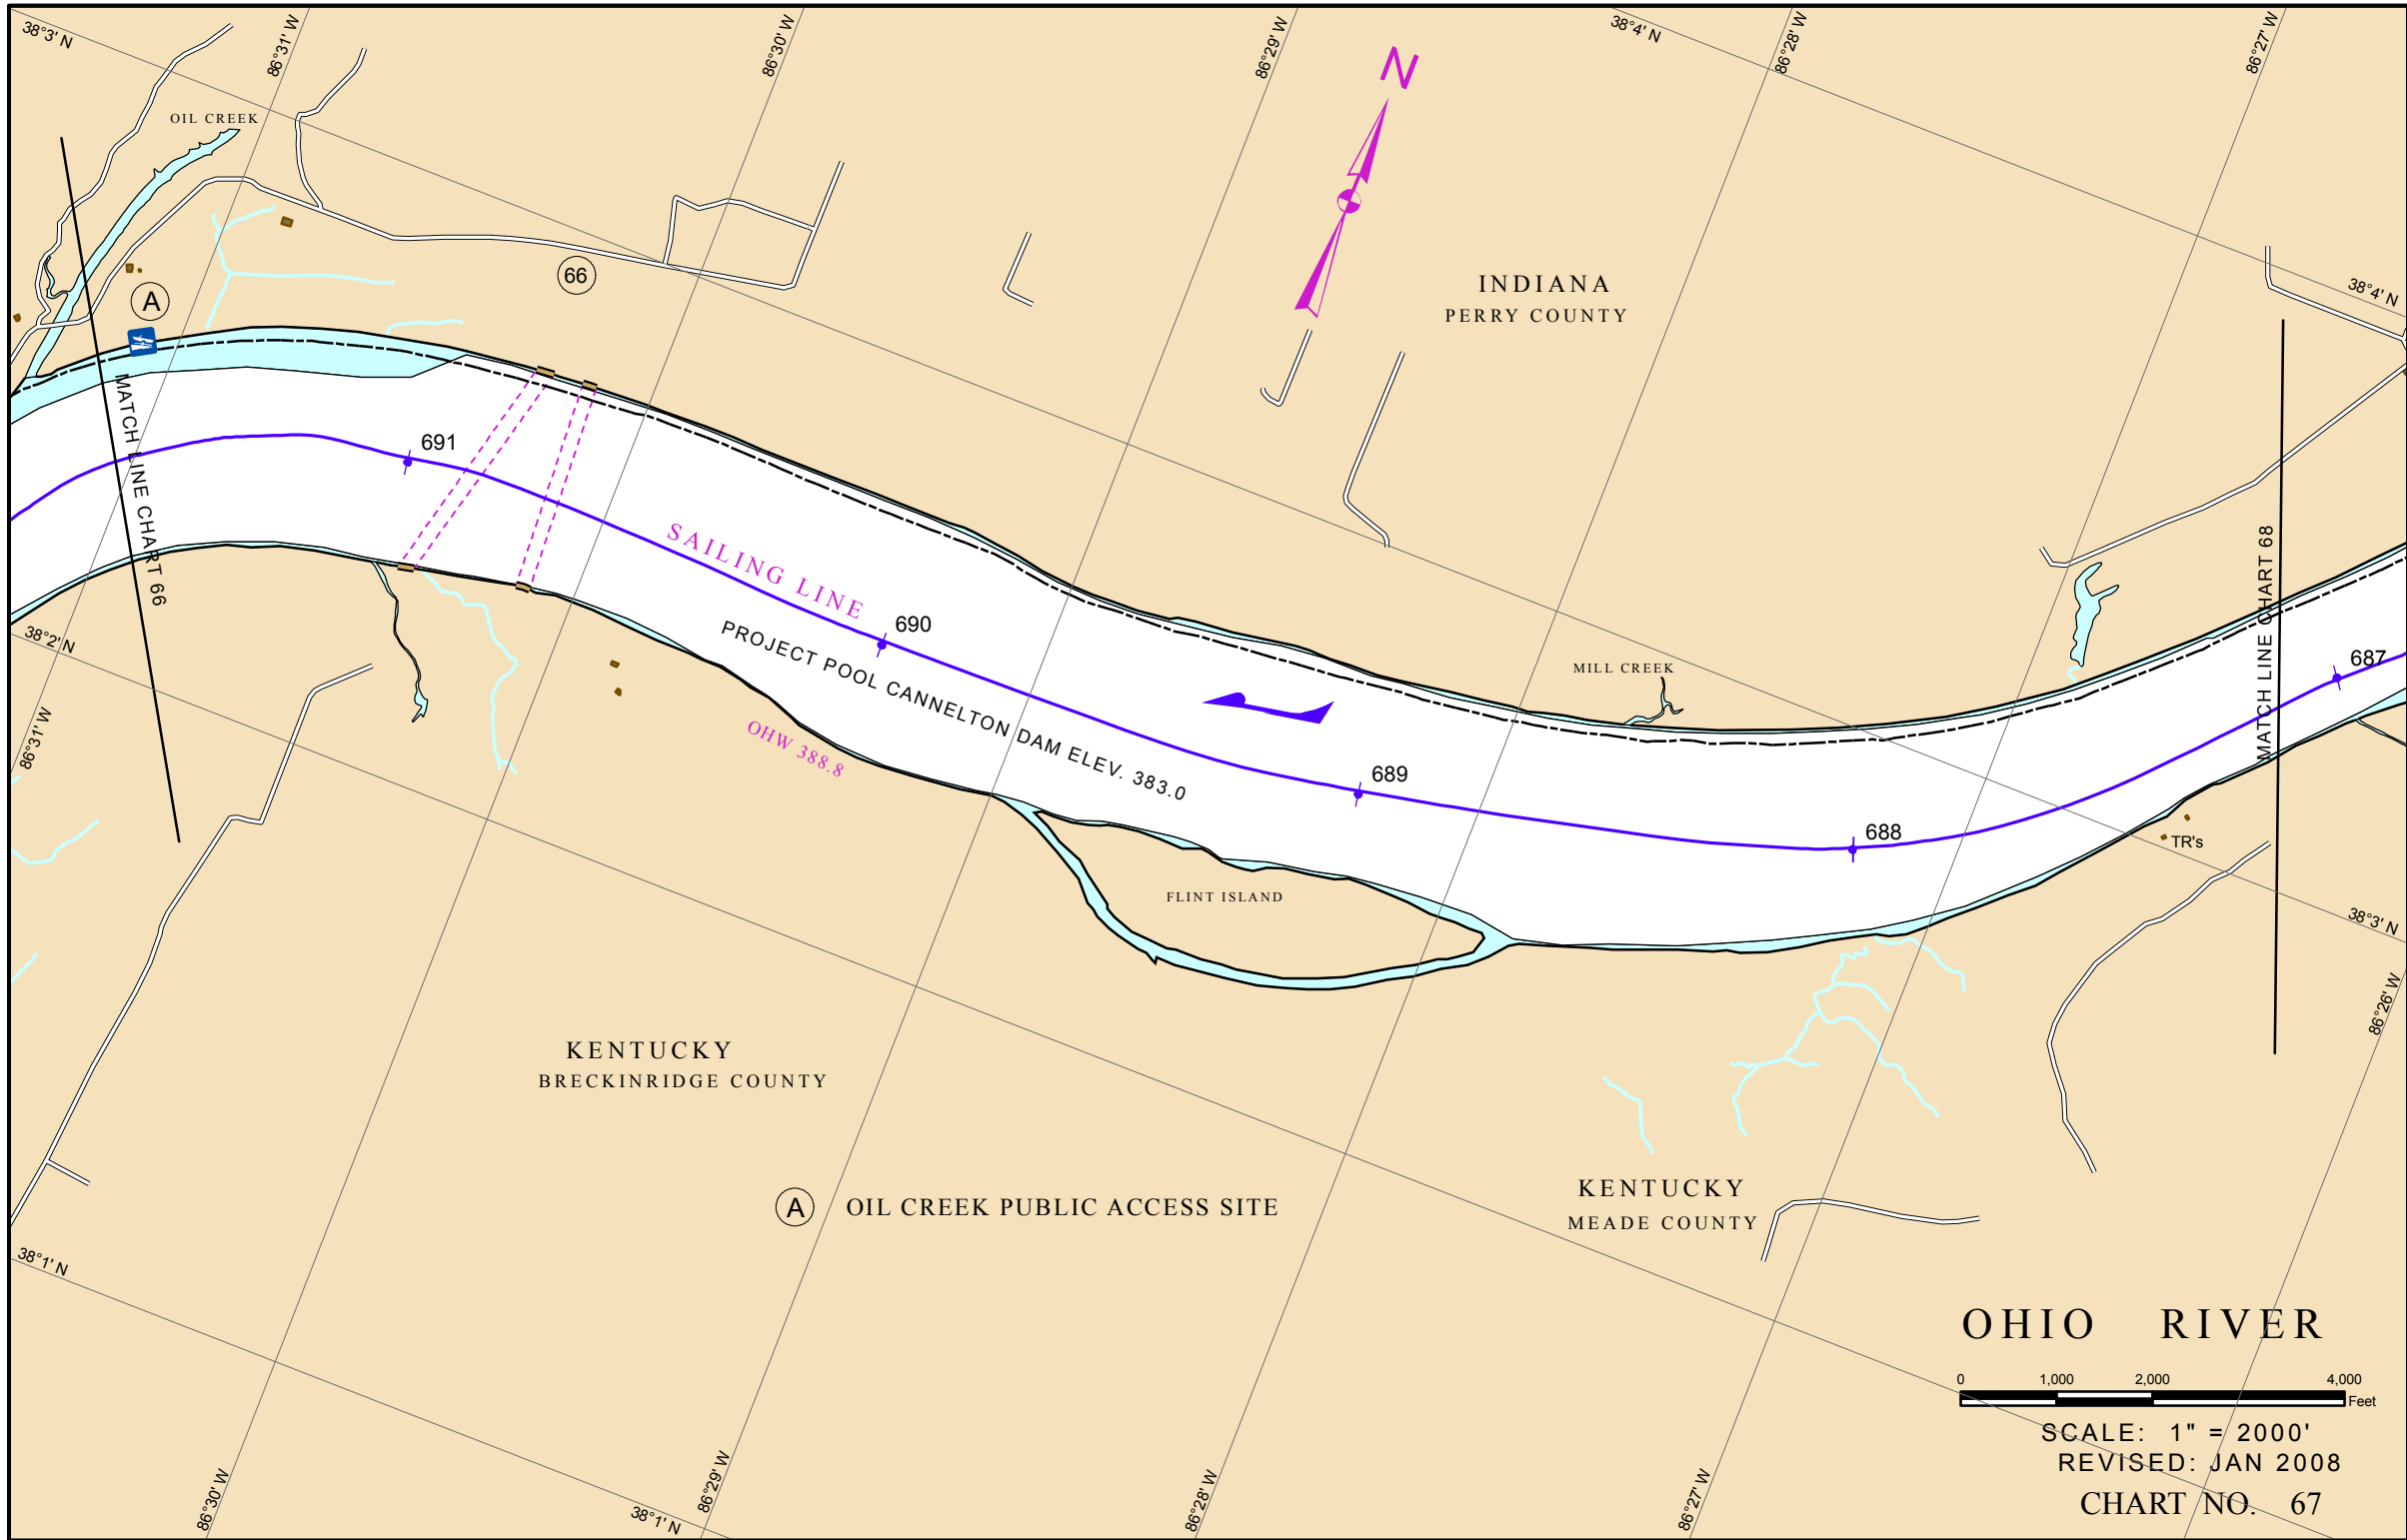 38°3' N
86°31' W
86°30' W
86°29' W
38°4' N
86°28' W
86°27' W
N
OIL CREEK
66
A
INDIANA
PERRY COUNTY
38°4' N
MATCH LINE CHART 66
691
SAILING LINE
690
PROJECT POOL CANNELTON DAM ELEV. 383.0
OHW 388.8
MILL CREEK
689
688
687
MATCH LINE CHART 68
TR's
38°2' N
86°31' W
FLINT ISLAND
38°3' N
86°26' W
KENTUCKY
BRECKINRIDGE COUNTY
A OIL CREEK PUBLIC ACCESS SITE
KENTUCKY
MEADE COUNTY
38°1' N
86°30' W
86°29' W
38°1' N
86°28' W
86°27' W
OHIO RIVER
0 1,000 2,000 4,000
Feet
SCALE: 1" = 2000'
REVISED: JAN 2008
CHART NO. 67